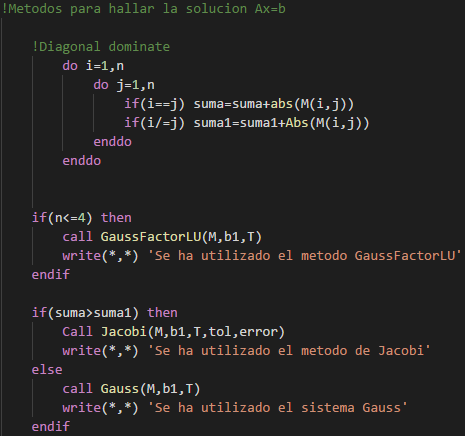 !Metodos para hallar la solucion Ax=b
!Diagonal dominate
do i=1,n
do j=1,n
if(i==j) suma=suma+abs(M(i,j))
if(i/=j) suma1=suma1+Abs(M(i,j))
enddo
enddo
if(n<=4) then
call GaussFactorLU(M,b1,T)
write(*,*) 'Se ha utilizado el metodo GaussFactorLU'
endif
if(suma>suma1) then
Call Jacobi(M,b1,T,tol,error)
write(*,*) 'Se ha utilizado el metodo de Jacobi'
else
call Gauss(M,b1,T)
write(*,*) 'Se ha utilizado el sistema Gauss'
endif